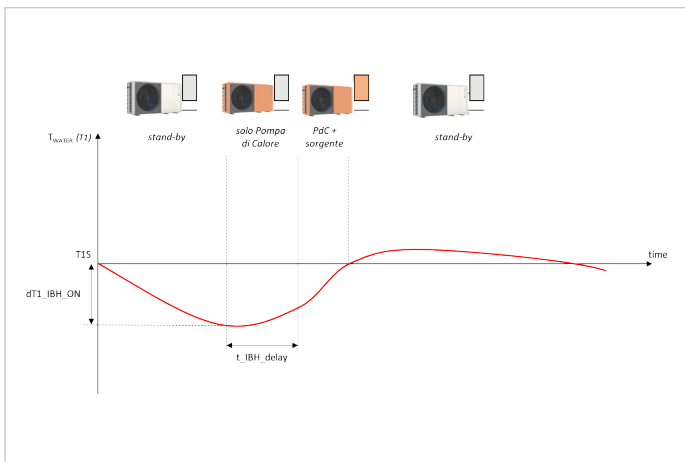 stand-by
solo Pompa
di Calore
PdC +
sorgente
stand-by
TWATER (T1)
T1S
time
dT1_IBH_ON
t_IBH_delay